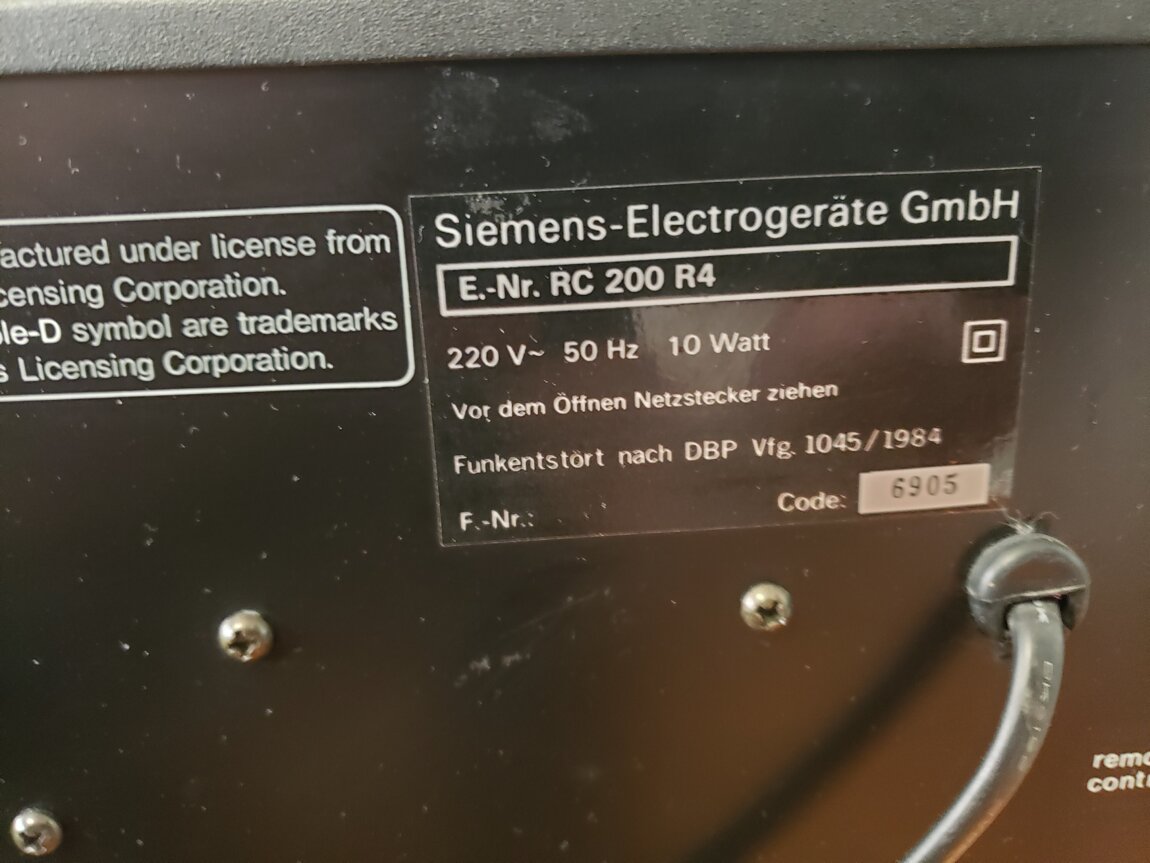 actured under license from
censing Corporation.
le-D symbol are trademarks
s Licensing Corporation.
Siemens-Electrogeräte GmbH
E.-Nr. RC 200 R4
220 V~ 50 Hz 10 Watt
Vor dem Öffnen Netzstecker ziehen
Funkentstört nach DBP Vfg. 1045/1984
Code: 6905
F.-Nr.:
remo
contr